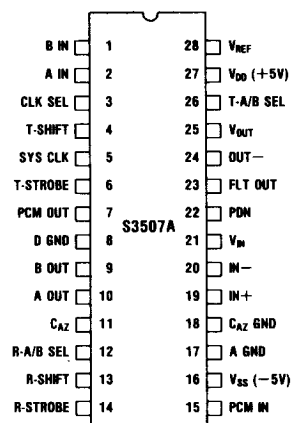 B IN 1 28 VREF
A IN 2 27 VDD (+5V)
CLK SEL 3 26 T-A/B SEL
T-SHIFT 4 25 VOUT
SYS CLK 5 24 OUT−
T-STROBE 6 23 FLT OUT
PCM OUT 7 22 PDN
S3507A
D GND 8 21 VIN
B OUT 9 20 IN−
A OUT 10 19 IN+
CAZ 11 18 CAZ GND
R-A/B SEL 12 17 A GND
R-SHIFT 13 16 VSS (−5V)
R-STROBE 14 15 PCM IN